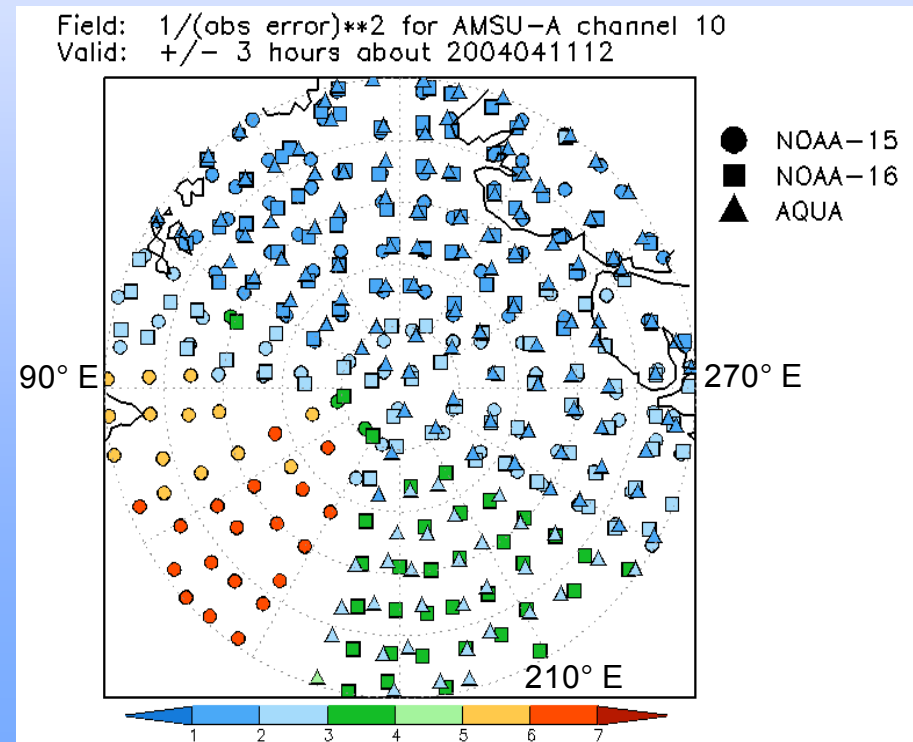 Field: 1/(abs error)**2 for AMSU-A channel 10
Valid: +/- 3 hours about 2004041112
NOAA-15
NOAA-16
AQUA
90° E
270° E
210° E
1 2 3 4 5 6 7